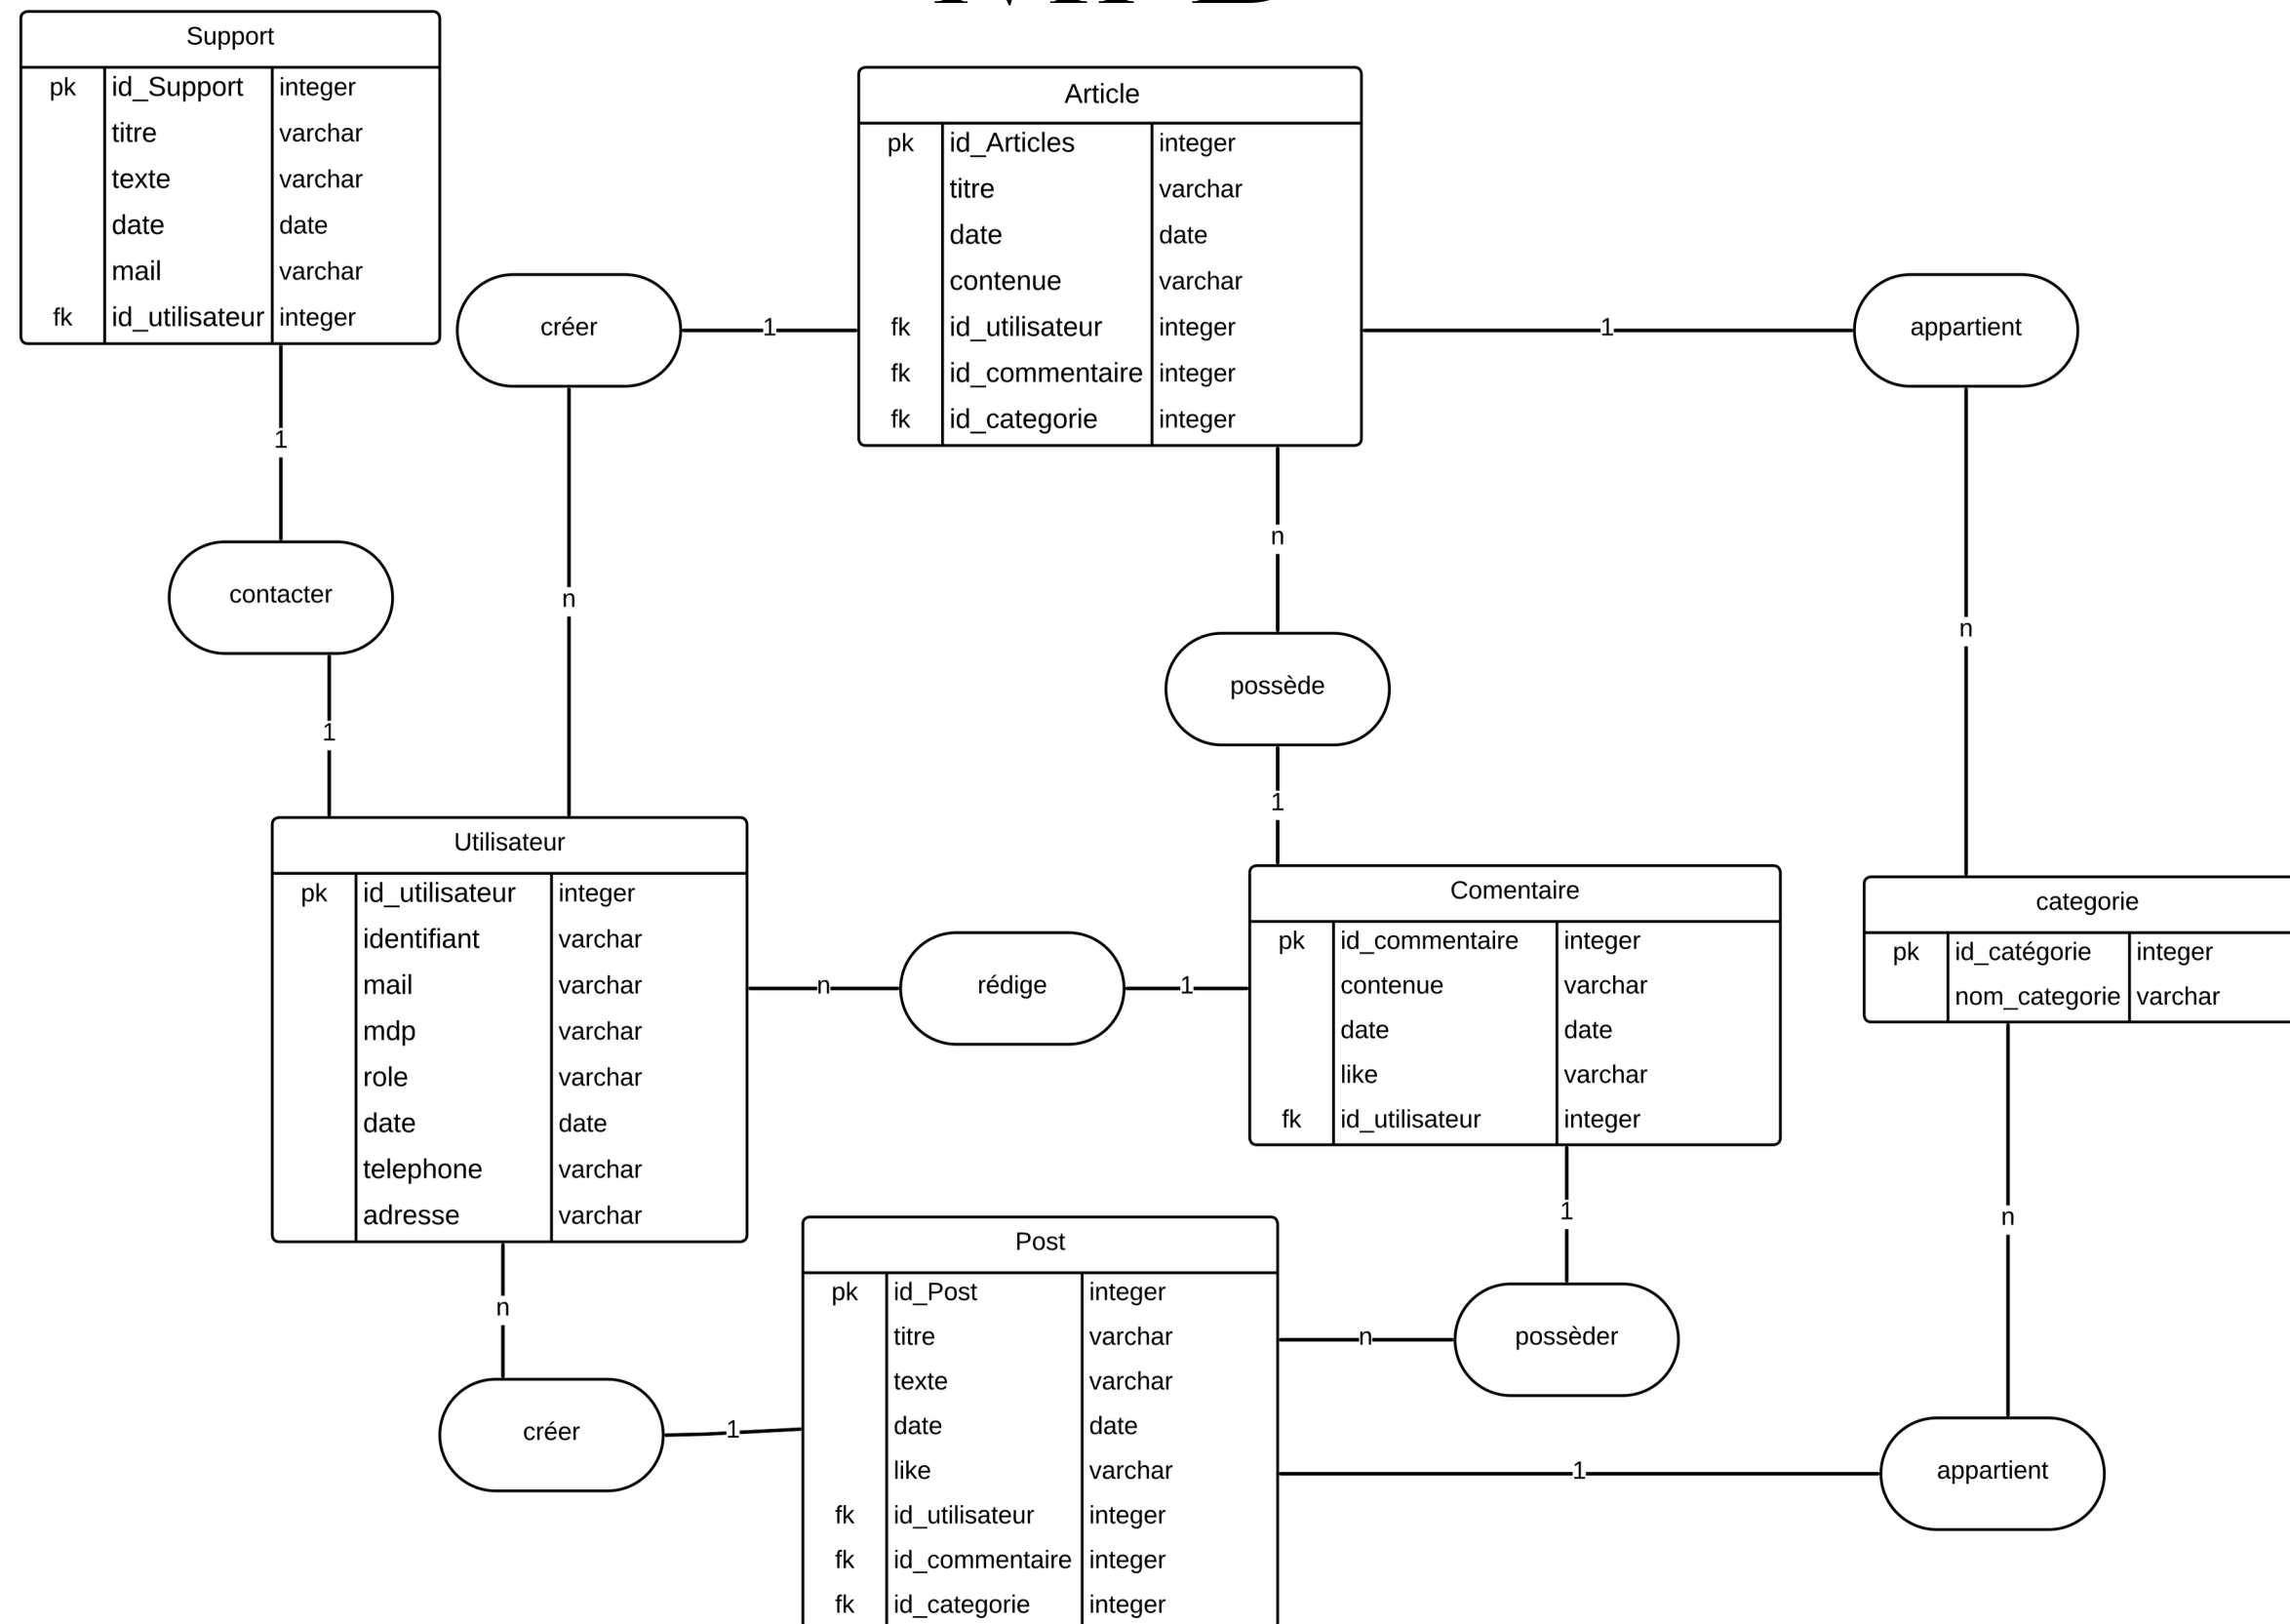 Support
pk id_Support integer
titre varchar
texte varchar
date date
mail varchar
fk id_utilisateur integer
Article
pk id_Articles integer
titre varchar
date date
contenue varchar
fk id_utilisateur integer
fk id_commentaire integer
fk id_categorie integer
créer
1
1
appartient
1
n
n
n
contacter
possède
1
1
Utilisateur
pk id_utilisateur integer
identifiant varchar
mail varchar
mdp varchar
role varchar
date date
telephone varchar
adresse varchar
n
rédige
1
Comentaire
pk id_commentaire integer
contenue varchar
date date
like varchar
fk id_utilisateur integer
categorie
pk id_catégorie integer
nom_categorie varchar
1
n
n
Post
pk id_Post integer
titre varchar
texte varchar
date date
like varchar
fk id_utilisateur integer
fk id_commentaire integer
fk id_categorie integer
n
possèder
créer
1
1
appartient